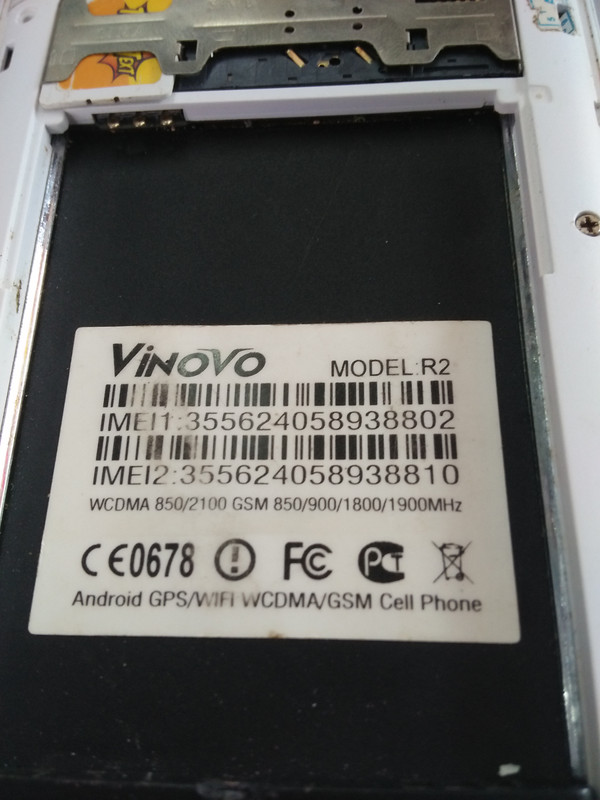 VINOVO MODEL:R2
IMEI1:355624058938802
IMEI2:355624058938810
WCDMA 850/2100 GSM 850/900/1800/1900MHz
CE0678 FC PCT
Android GPS/WIFI WCDMA/GSM Cell Phone